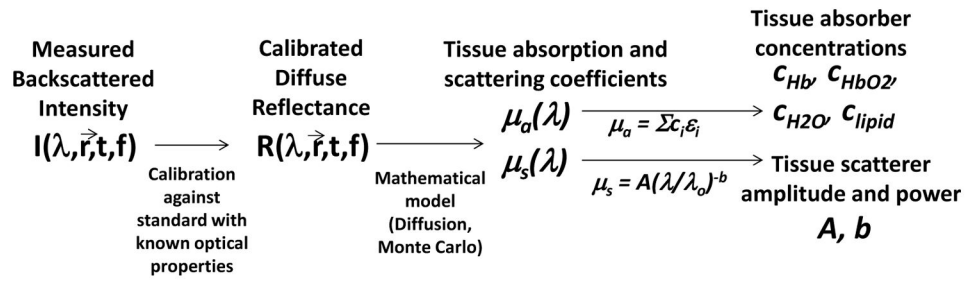 Measured
Backscattered
Intensity
I(λ,r⃗,t,f)
Calibration
against
standard with
known optical
properties
Calibrated
Diffuse
Reflectance
R(λ,r⃗,t,f)
Mathematical
model
(Diffusion,
Monte Carlo)
Tissue absorption and
scattering coefficients
μa(λ)
μs(λ)
μa = Σciεi
μs = A(λ/λo)-b
Tissue absorber
concentrations
CHb, CHbO2,
CH2O, Clipid
Tissue scatterer
amplitude and power
A, b